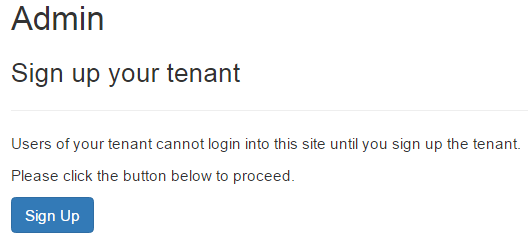 Admin
Sign up your tenant
Users of your tenant cannot login into this site until you sign up the tenant.
Please click the button below to proceed.
Sign Up